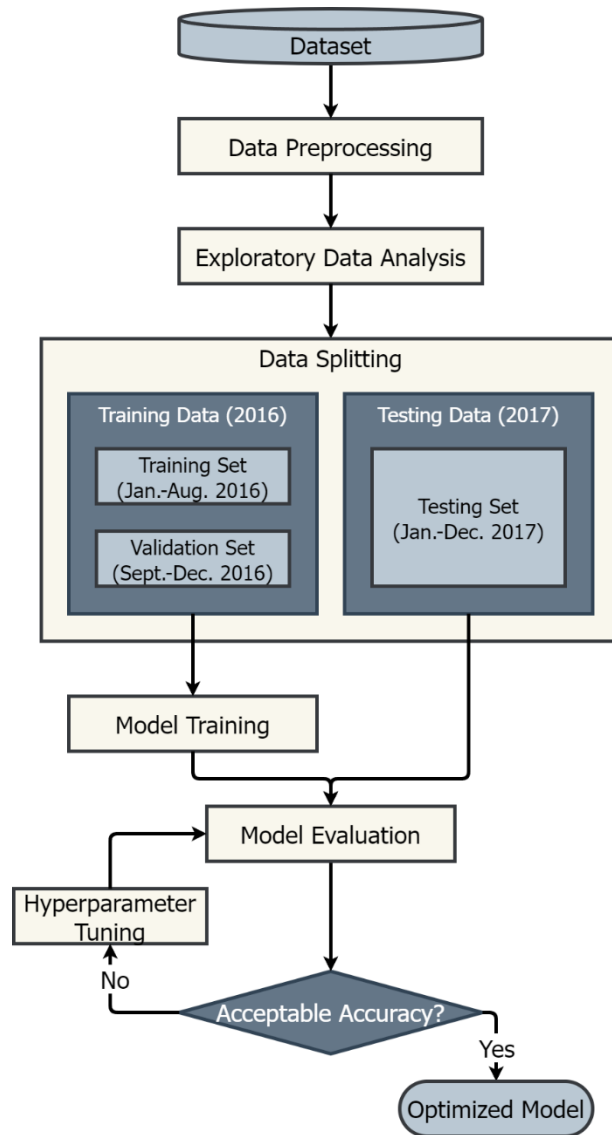 Dataset
Data Preprocessing
Exploratory Data Analysis
Data Splitting
Training Data (2016)
Training Set
(Jan.-Aug. 2016)
Validation Set
(Sept.-Dec. 2016)
Testing Data (2017)
Testing Set
(Jan.-Dec. 2017)
Model Training
Model Evaluation
Hyperparameter
Tuning
No
Acceptable Accuracy?
Yes
Optimized Model